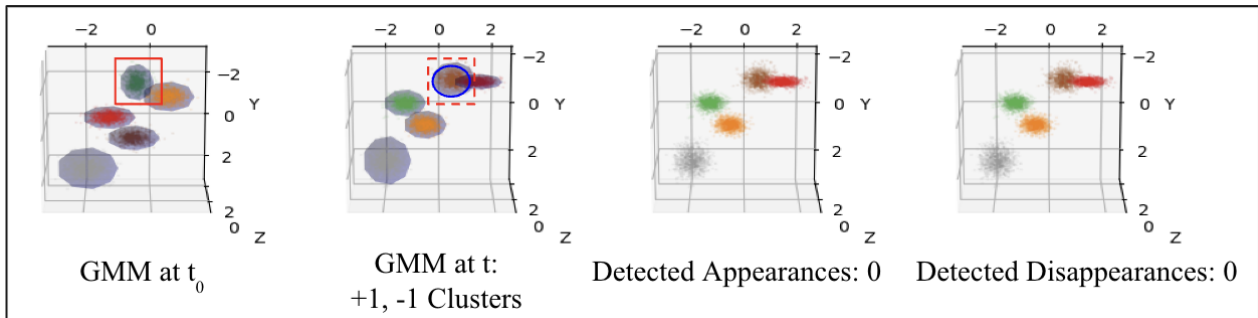 −2 0
−2
0 Y
2
2
0 Z
GMM at t0
−2 0 2
−2
0 Y
2
2
0 Z
GMM at t:
+1, -1 Clusters
−2 0 2
−2
0 Y
2
2
0 Z
Detected Appearances: 0
−2 0 2
−2
0 Y
2
2
0 Z
Detected Disappearances: 0